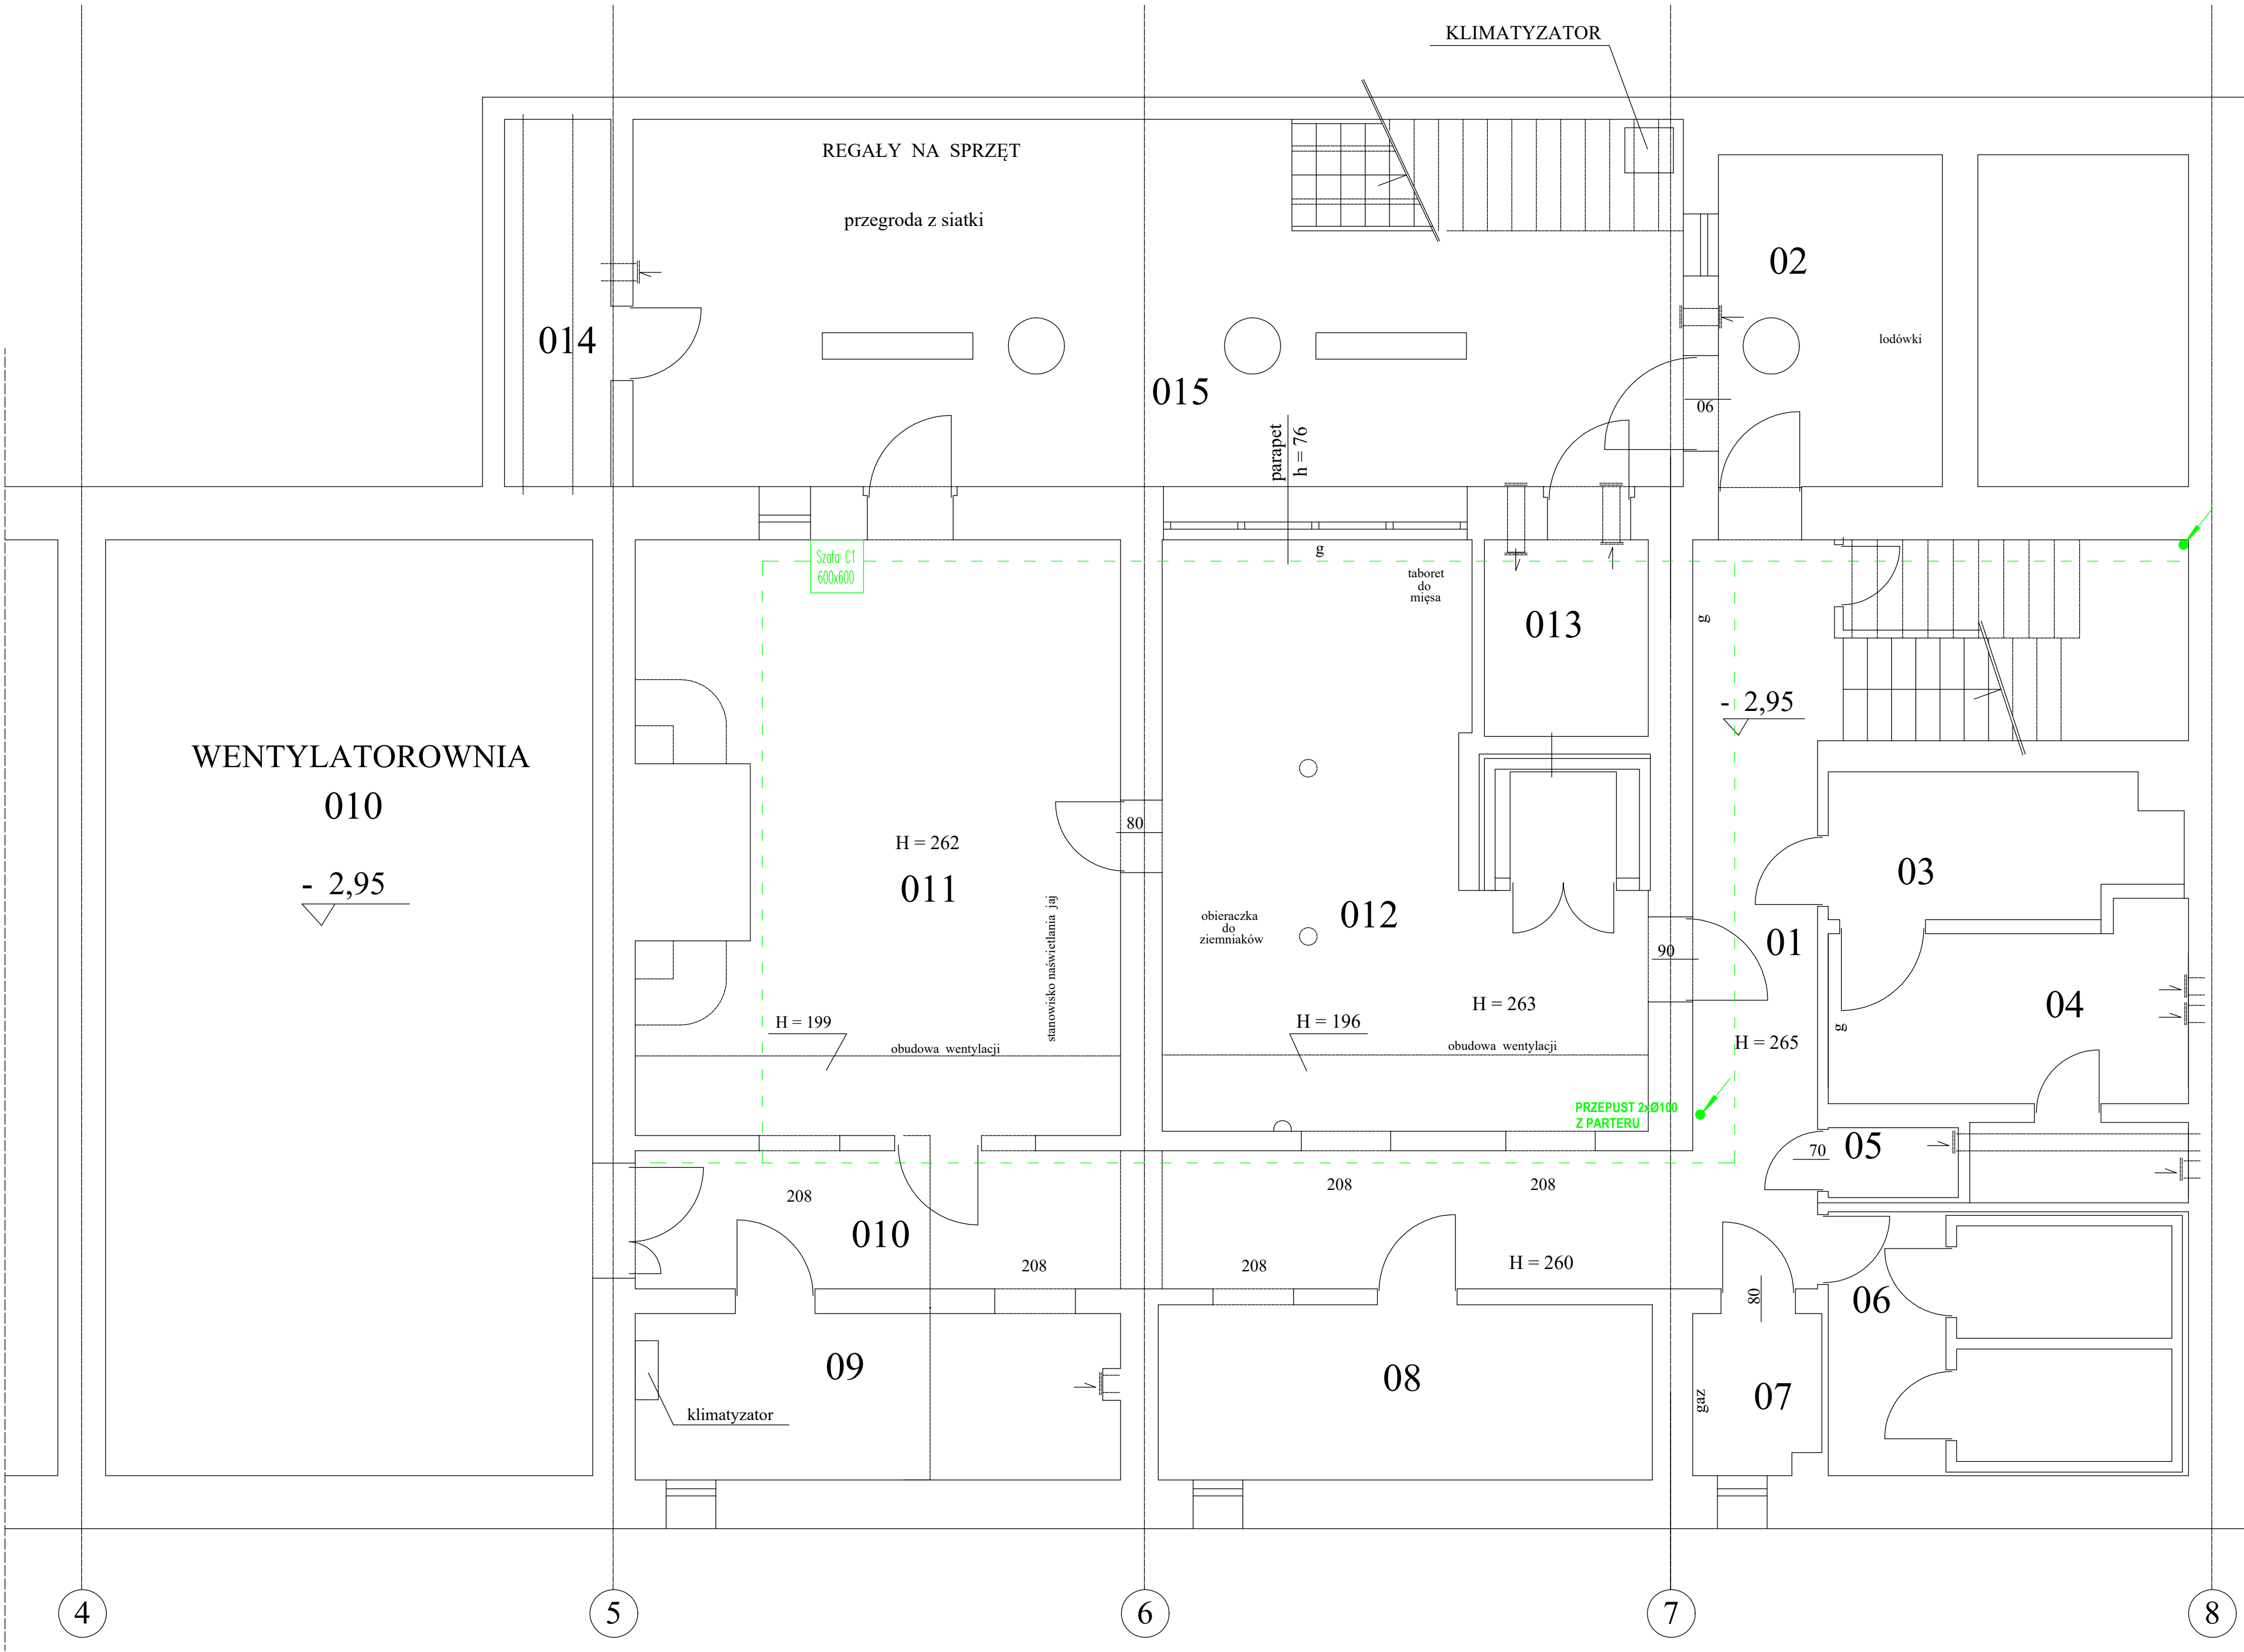 KLIMATYZATOR
REGAŁY NA SPRZĘT
przegroda z siatki
02
014
lodówki
015
06
parapet
h = 76
Szafa C1
600x600
g
taboret
do
mięsa
013
g
- 2,95
WENTYLATOROWNIA
010
- 2,95
H = 262
011
80
stanowisko naświetlania jaj
obieraczka
do
ziemniaków
012
03
01
90
04
H = 263
H = 199
H = 196
g
obudowa wentylacji
obudowa wentylacji
H = 265
PRZEPUST 2xØ100
Z PARTERU
05
70
208
208
208
010
208
208
H = 260
80
06
09
08
07
gaz
klimatyzator
4
5
6
7
8